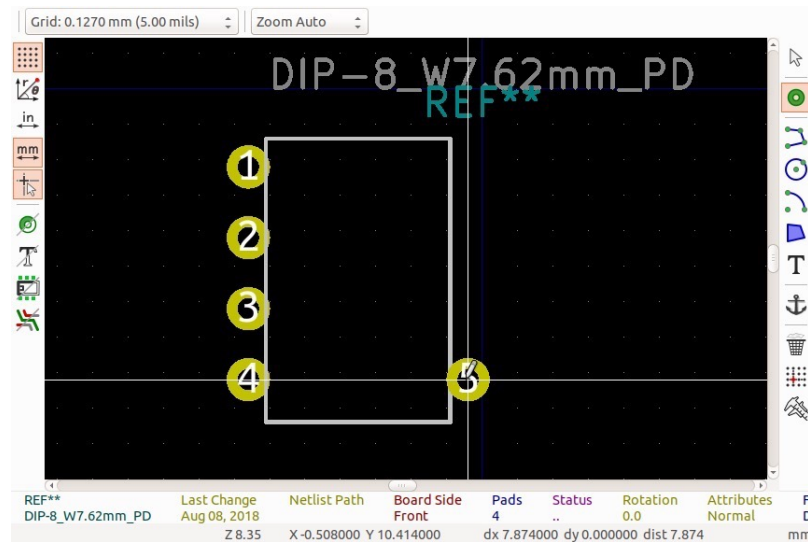 Grid: 0.1270 mm (5.00 mils) Zoom Auto
DIP-8_W7.62mm_PD
REF**
in
mm
1
2
3
4
5
T
REF** Last Change Netlist Path Board Side Pads Status Rotation Attributes F
DIP-8_W7.62mm_PD Aug 08, 2018 Front 4 .. 0.0 Normal D
Z 8.35 X -0.508000 Y 10.414000 dx 7.874000 dy 0.000000 dist 7.874 mm